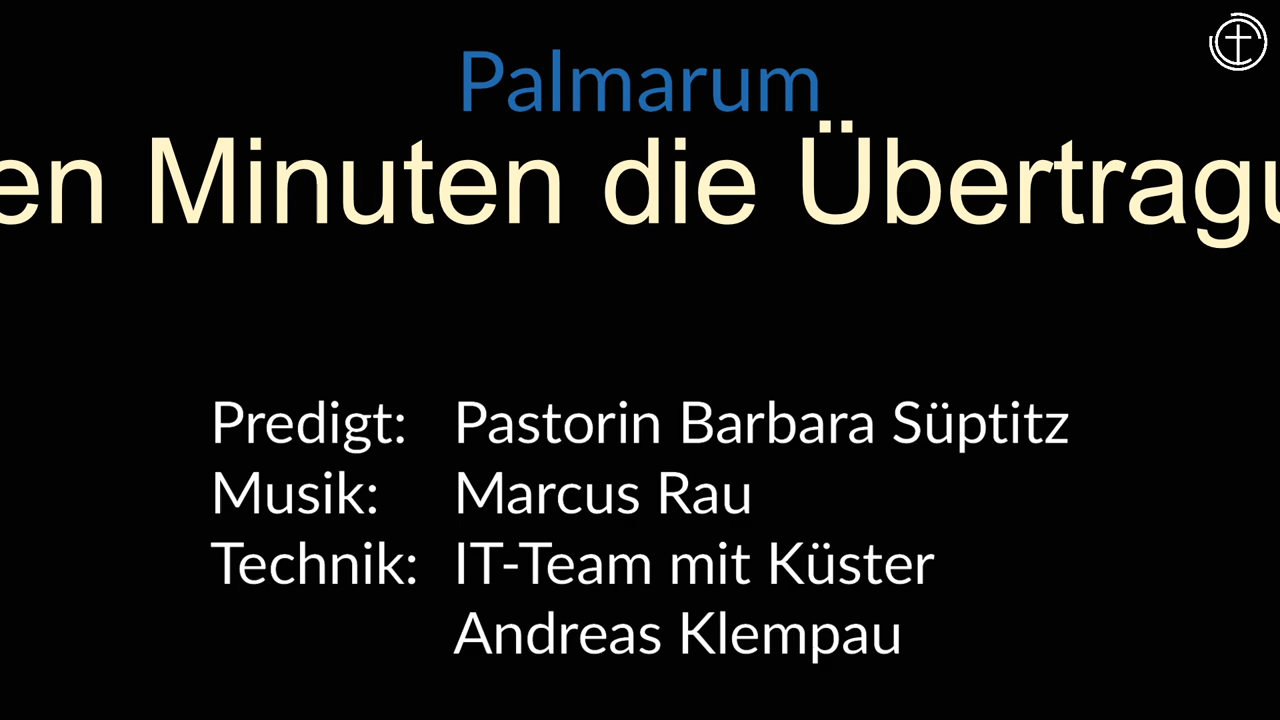 Palmarum
en Minuten die Übertragu
Predigt: Pastorin Barbara Süptitz
Musik: Marcus Rau
Technik: IT-Team mit Küster
Andreas Klempau